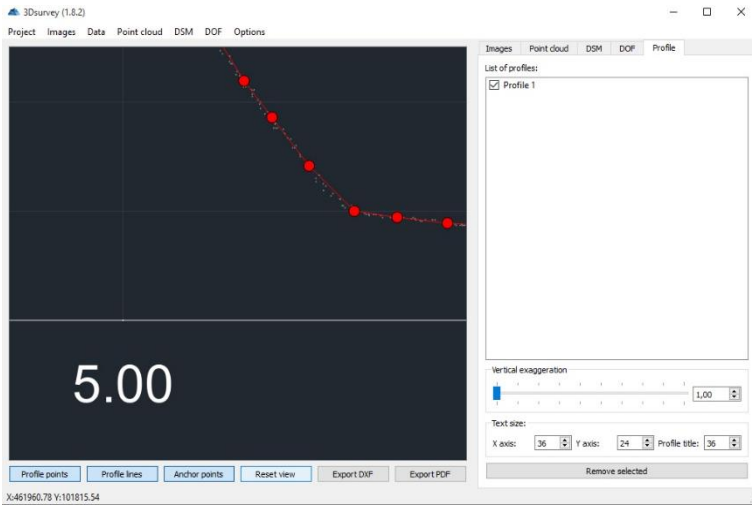 3Dsurvey (1.8.2)
Project Images Data Point cloud DSM DOF Options
Images Point cloud DSM DOF Profile
List of profiles:
Profile 1
5.00
Vertical exaggeration
1,00
Text size:
X axis: 36 Y axis: 24 Profile title: 36
Remove selected
Profile points Profile lines Anchor points Reset view Export DXF Export PDF
X:461960.78 Y:101815.54